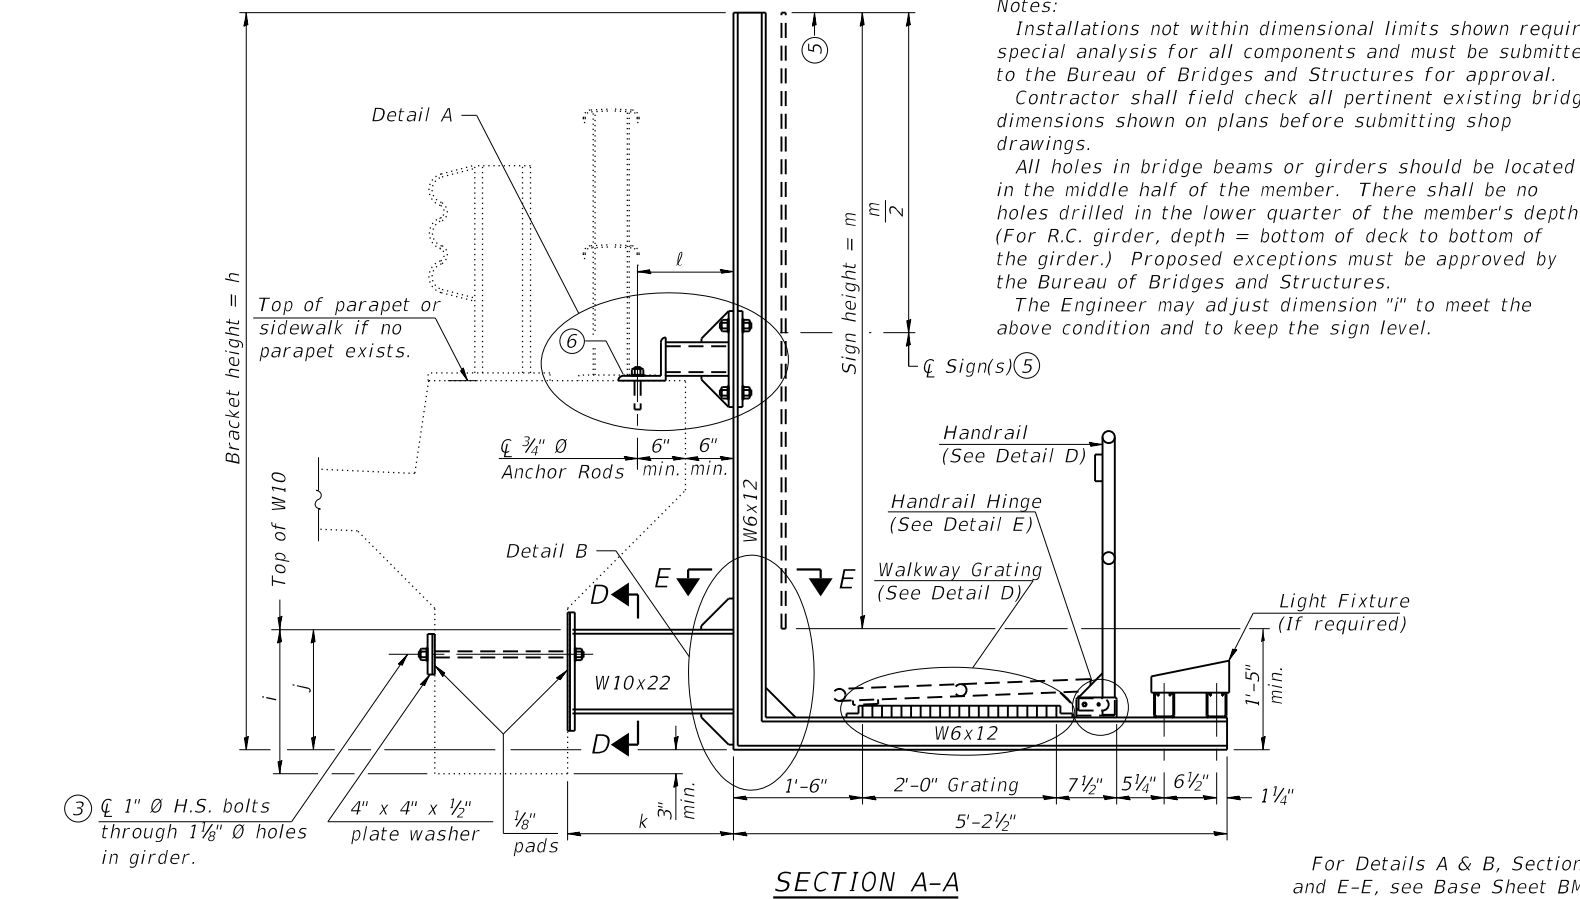 Notes:
Installations not within dimensional limits shown requir
special analysis for all components and must be submitte
to the Bureau of Bridges and Structures for approval.
Contractor shall field check all pertinent existing bridg
dimensions shown on plans before submitting shop
drawings.
All holes in bridge beams or girders should be located
in the middle half of the member. There shall be no
holes drilled in the lower quarter of the member's depth
(For R.C. girder, depth = bottom of deck to bottom of
the girder.) Proposed exceptions must be approved by
the Bureau of Bridges and Structures.
The Engineer may adjust dimension "i" to meet the
above condition and to keep the sign level.
5
Detail A
m
2
Sign height = m
ℓ
Bracket height = h
Top of parapet or
sidewalk if no
parapet exists.
6
℄ Sign(s) 5
℄ ¾" Ø
Anchor Rods
6"
min.
6"
min.
Handrail
(See Detail D)
Top of W10
W6x12
Handrail Hinge
(See Detail E)
Detail B
Walkway Grating
(See Detail D)
E
E
D
D
Light Fixture
(If required)
i
j
W10x22
1'-5"
min.
W6x12
3"
min.
1'-6"
2'-0" Grating
7½"
5¼"
6½"
1¼"
k
5'-2½"
3 ℄ 1" Ø H.S. bolts
through 1⅛" Ø holes
in girder.
4" x 4" x ½"
plate washer
⅛"
pads
SECTION A-A
For Details A & B, Section
and E-E, see Base Sheet BM